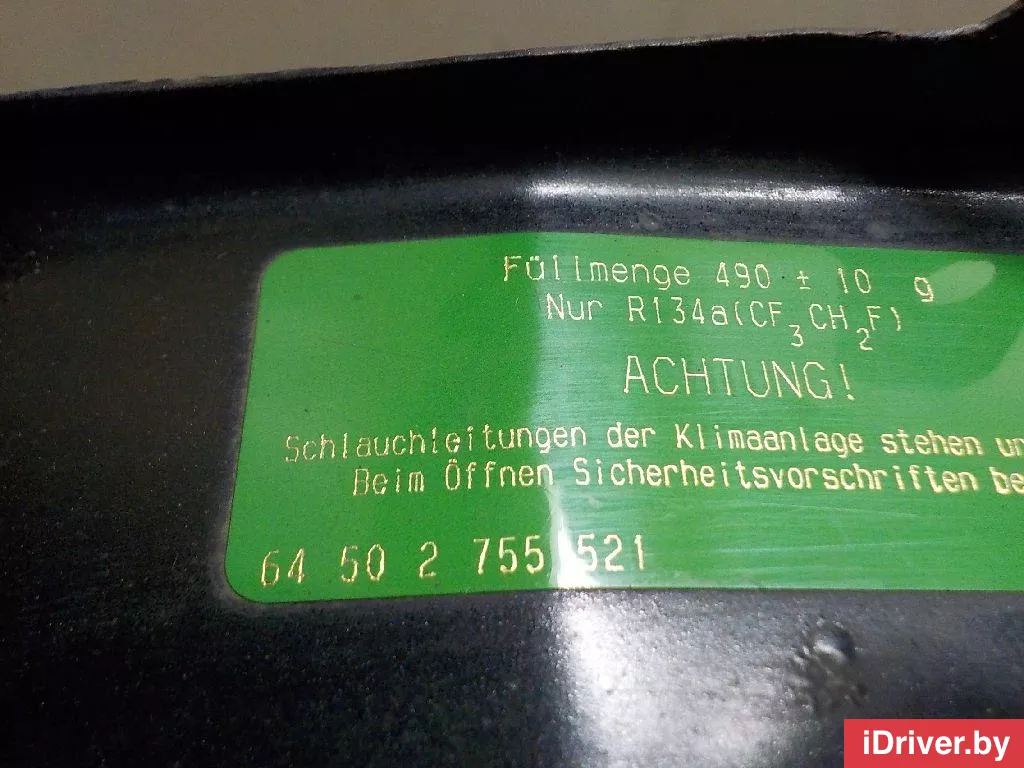 Füllmenge 490 ± 10 g
Nur R134a(CF₃CH₂F)
ACHTUNG!
Schlauchleitungen der Klimaanlage stehen un
Beim Öffnen Sicherheitsvorschriften be
64 50 2 755 521
iDriver.by